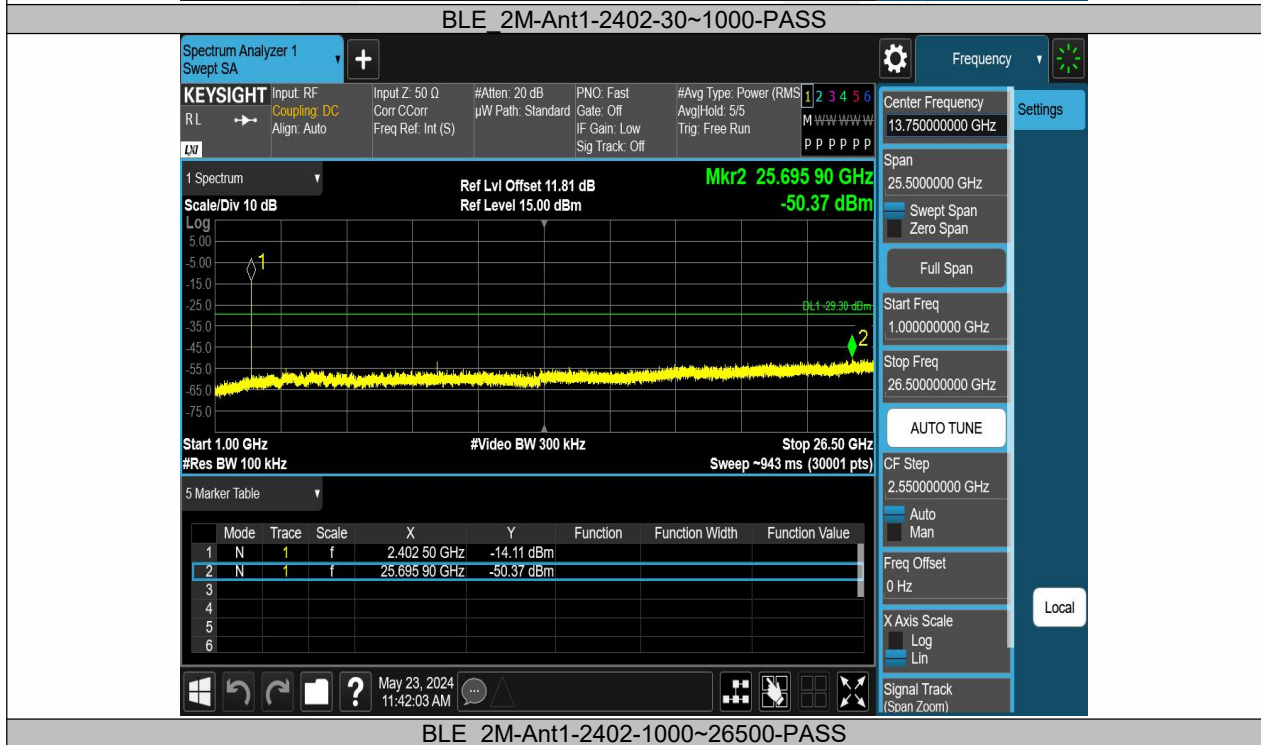 BLE_2M-Ant1-2402-30~1000-PASS
Spectrum Analyzer 1
Swept SA
+
Frequency
KEYSIGHT
RL
LXI
Input: RF
Coupling: DC
Align: Auto
Input Z: 50 Ω
Corr CCorr
Freq Ref: Int (S)
#Atten: 20 dB
µW Path: Standard
PNO: Fast
Gate: Off
IF Gain: Low
Sig Track: Off
#Avg Type: Power (RMS
Avg|Hold: 5/5
Trig: Free Run
1 2 3 4 5 6
M W W W W W
P P P P P P
1 Spectrum
Scale/Div 10 dB
Ref Lvl Offset 11.81 dB
Ref Level 15.00 dBm
Mkr2 25.695 90 GHz
-50.37 dBm
Log
5.00
-5.00
-15.0
-25.0
-35.0
-45.0
-55.0
-65.0
-75.0
1
DL1 -29.30 dBm
2
Start 1.00 GHz
#Video BW 300 kHz
Stop 26.50 GHz
#Res BW 100 kHz
Sweep ~943 ms (30001 pts)
5 Marker Table
Mode Trace Scale X Y Function Function Width Function Value
1 N 1 f 2.402 50 GHz -14.11 dBm
2 N 1 f 25.695 90 GHz -50.37 dBm
3
4
5
6
?
May 23, 2024
11:42:03 AM
Center Frequency
13.750000000 GHz
Settings
Span
25.5000000 GHz
Swept Span
Zero Span
Full Span
Start Freq
1.000000000 GHz
Stop Freq
26.500000000 GHz
AUTO TUNE
CF Step
2.550000000 GHz
Auto
Man
Freq Offset
0 Hz
Local
X Axis Scale
Log
Lin
Signal Track
(Span Zoom)
BLE_2M-Ant1-2402-1000~26500-PASS